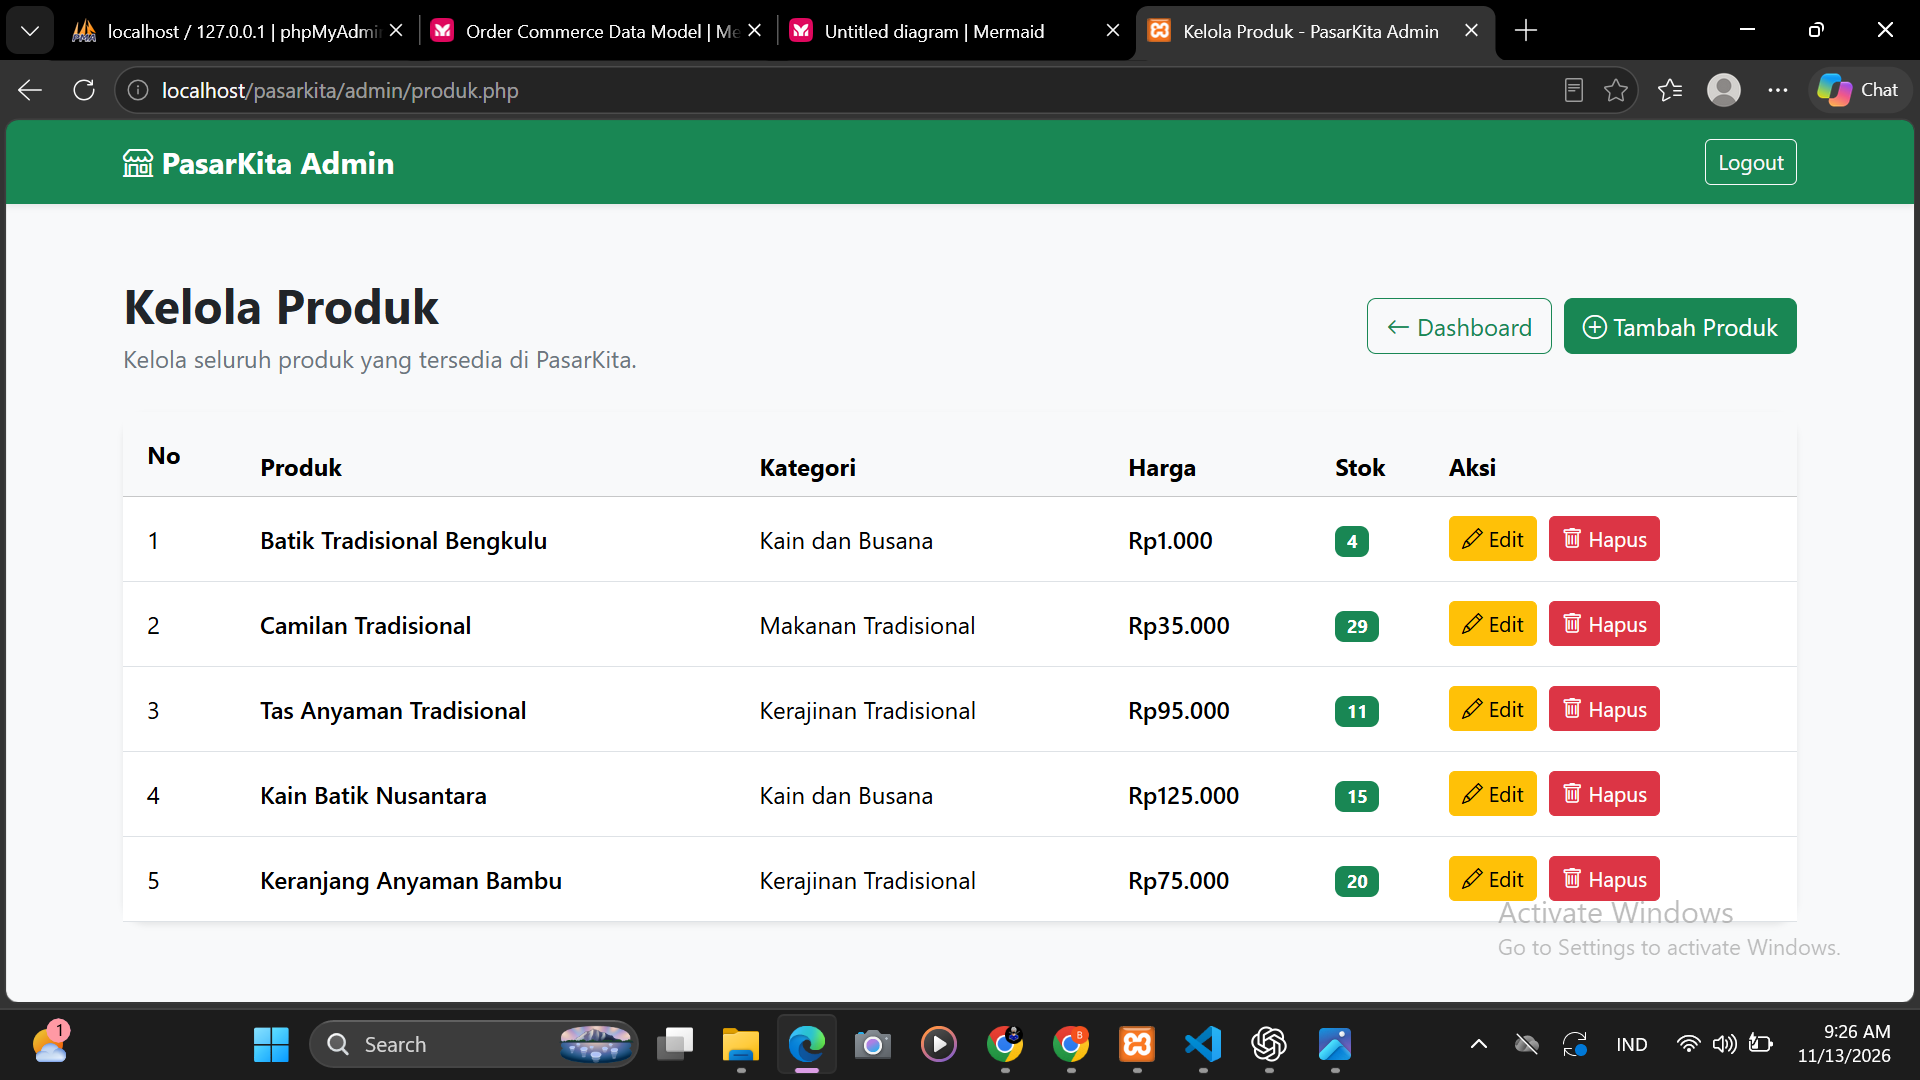 localhost / 127.0.0.1 | phpMyAdmi
Order Commerce Data Model | Me
Untitled diagram | Mermaid
Kelola Produk - PasarKita Admin
localhost/pasarkita/admin/produk.php
Chat
PasarKita Admin
Logout
Kelola Produk
Kelola seluruh produk yang tersedia di PasarKita.
Dashboard
Tambah Produk
No Produk Kategori Harga Stok Aksi
1 Batik Tradisional Bengkulu Kain dan Busana Rp1.000 4 Edit Hapus
2 Camilan Tradisional Makanan Tradisional Rp35.000 29 Edit Hapus
3 Tas Anyaman Tradisional Kerajinan Tradisional Rp95.000 11 Edit Hapus
4 Kain Batik Nusantara Kain dan Busana Rp125.000 15 Edit Hapus
5 Keranjang Anyaman Bambu Kerajinan Tradisional Rp75.000 20 Edit Hapus
Activate Windows
Go to Settings to activate Windows.
1
Search
IND
9:26 AM
11/13/2026